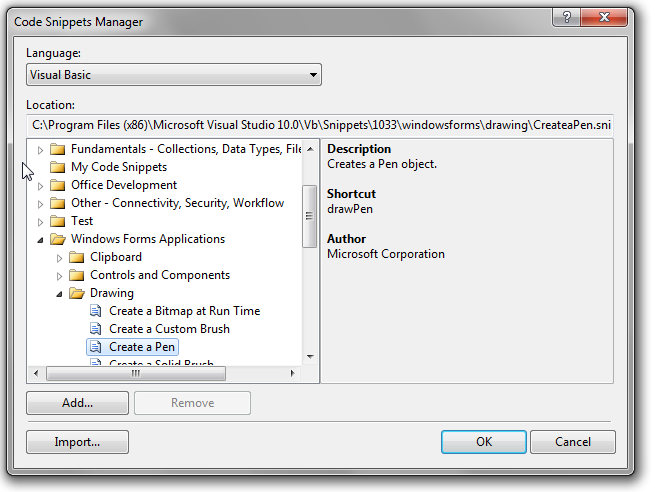 Code Snippets Manager
Language:
Visual Basic
Location:
C:\Program Files (x86)\Microsoft Visual Studio 10.0\Vb\Snippets\1033\windowsforms\drawing\CreateaPen.sni
Fundamentals - Collections, Data Types, File
My Code Snippets
Office Development
Other - Connectivity, Security, Workflow
Test
Windows Forms Applications
Clipboard
Controls and Components
Drawing
Create a Bitmap at Run Time
Create a Custom Brush
Create a Pen
Create a Solid Brush
Description
Creates a Pen object.
Shortcut
drawPen
Author
Microsoft Corporation
Add...
Remove
Import...
OK
Cancel